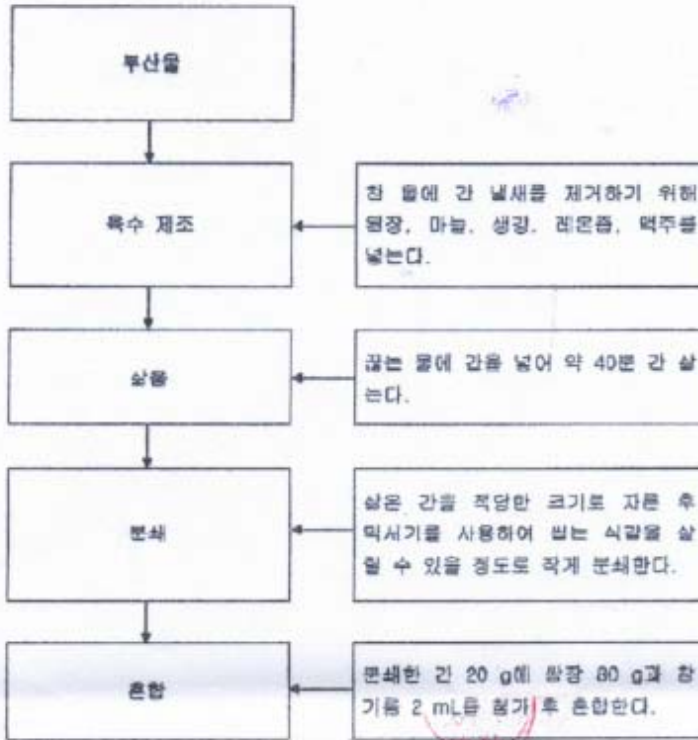 부산물
육수 제조
찬 물에 간 냄새를 제거하기 위해
된장, 마늘, 생강, 레몬즙, 맥주를
넣는다.
삶음
끓는 물에 간을 넣어 약 40분 간 삶
는다.
분쇄
삶은 간을 적당한 크기로 자른 후
믹서기를 사용하여 씹는 식감을 살
릴 수 있을 정도로 작게 분쇄한다.
혼합
분쇄한 간 20 g에 쌈장 80 g과 참
기름 2 mL를 첨가 후 혼합한다.